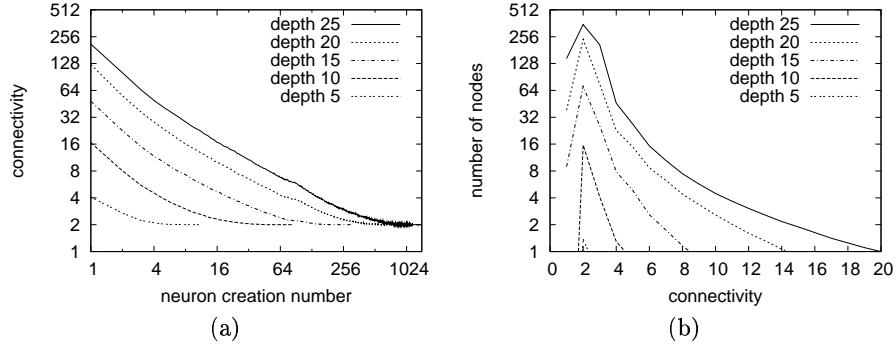 512
256
128
64
32
16
8
4
2
1
connectivity
1 4 16 64 256 1024
neuron creation number
depth 25
depth 20
depth 15
depth 10
depth 5
(a)
512
256
128
64
32
16
8
4
2
1
number of nodes
0 2 4 6 8 10 12 14 16 18 20
connectivity
depth 25
depth 20
depth 15
depth 10
depth 5
(b)